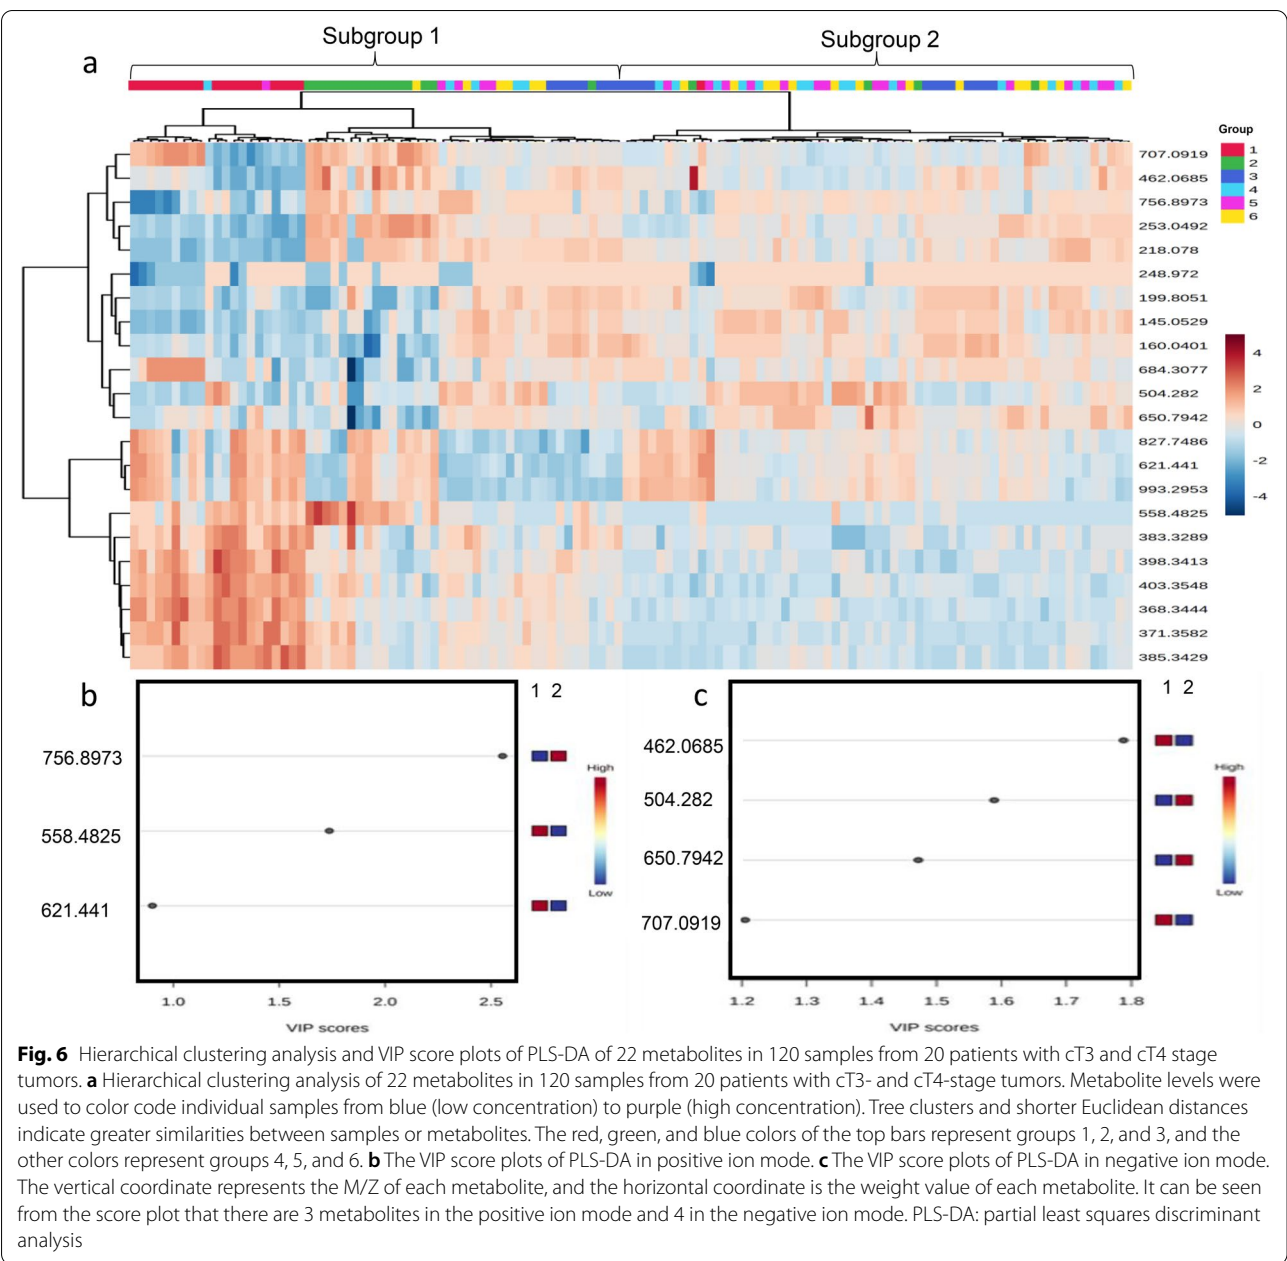 Subgroup 1
Subgroup 2
a
Group
1
2
3
4
5
6
707.0919
462.0685
756.8973
253.0492
218.078
248.972
199.8051
145.0529
160.0401
684.3077
504.282
650.7942
827.7486
621.441
993.2953
558.4825
383.3289
398.3413
403.3548
368.3444
371.3582
385.3429
4
2
0
-2
-4
b
1 2
756.8973
558.4825
621.441
High
Low
1.0 1.5 2.0 2.5
VIP scores
c
1 2
462.0685
504.282
650.7942
707.0919
High
Low
1.2 1.3 1.4 1.5 1.6 1.7 1.8
VIP scores
Fig. 6 Hierarchical clustering analysis and VIP score plots of PLS-DA of 22 metabolites in 120 samples from 20 patients with cT3 and cT4 stage
tumors. a Hierarchical clustering analysis of 22 metabolites in 120 samples from 20 patients with cT3- and cT4-stage tumors. Metabolite levels were
used to color code individual samples from blue (low concentration) to purple (high concentration). Tree clusters and shorter Euclidean distances
indicate greater similarities between samples or metabolites. The red, green, and blue colors of the top bars represent groups 1, 2, and 3, and the
other colors represent groups 4, 5, and 6. b The VIP score plots of PLS-DA in positive ion mode. c The VIP score plots of PLS-DA in negative ion mode.
The vertical coordinate represents the M/Z of each metabolite, and the horizontal coordinate is the weight value of each metabolite. It can be seen
from the score plot that there are 3 metabolites in the positive ion mode and 4 in the negative ion mode. PLS-DA: partial least squares discriminant
analysis